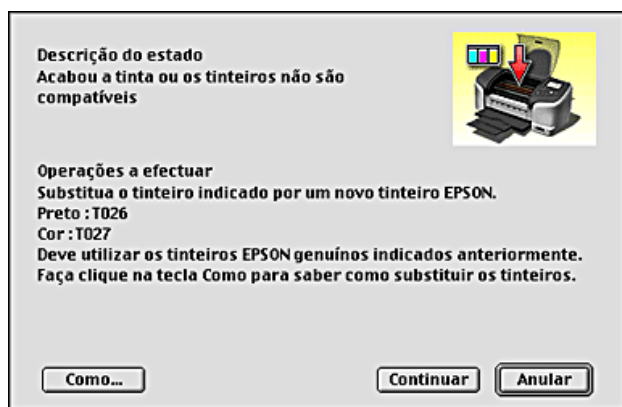 Descrição do estado
Acabou a tinta ou os tinteiros não são
compatíveis
Operações a efectuar
Substitua o tinteiro indicado por um novo tinteiro EPSON.
Preto : T026
Cor : T027
Deve utilizar os tinteiros EPSON genuínos indicados anteriormente.
Faça clique na tecla Como para saber como substituir os tinteiros.
Como...
Continuar
Anular